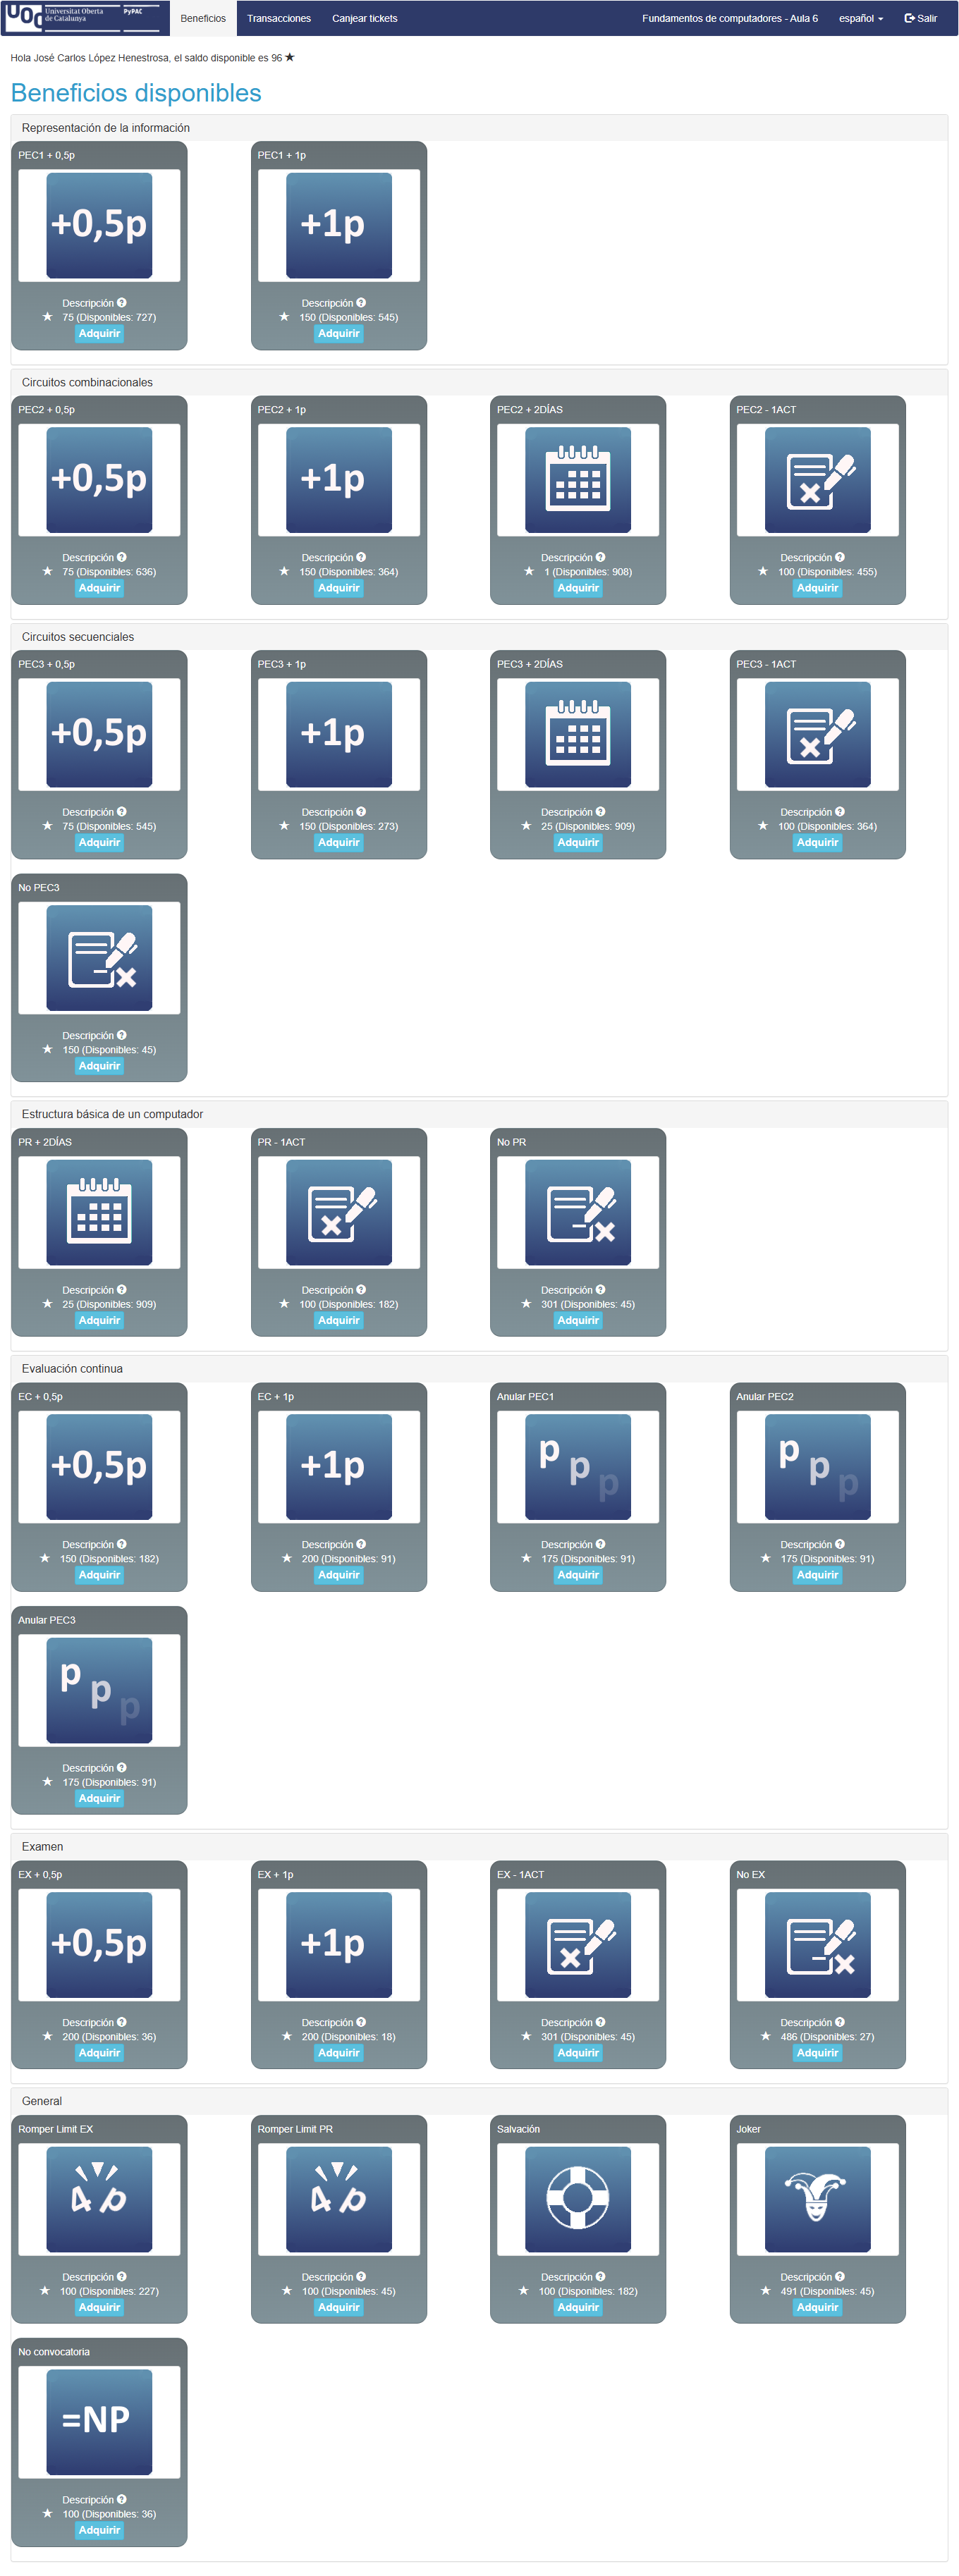 UOC Universitat Oberta de Catalunya PyPAC Beneficios Transacciones Canjear tickets Fundamentos de computadores - Aula 6 español Salir
Hola José Carlos López Henestrosa, el saldo disponible es 96 ★
Beneficios disponibles
Representación de la información
PEC1 + 0,5p PEC1 + 1p
+0,5p +1p
Descripción Descripción
★ 75 (Disponibles: 727) ★ 150 (Disponibles: 545)
Adquirir Adquirir
Circuitos combinacionales
PEC2 + 0,5p PEC2 + 1p PEC2 + 2DÍAS PEC2 - 1ACT
+0,5p +1p
Descripción Descripción Descripción Descripción
★ 75 (Disponibles: 636) ★ 150 (Disponibles: 364) ★ 1 (Disponibles: 908) ★ 100 (Disponibles: 455)
Adquirir Adquirir Adquirir Adquirir
Circuitos secuenciales
PEC3 + 0,5p PEC3 + 1p PEC3 + 2DÍAS PEC3 - 1ACT
+0,5p +1p
Descripción Descripción Descripción Descripción
★ 75 (Disponibles: 545) ★ 150 (Disponibles: 273) ★ 25 (Disponibles: 909) ★ 100 (Disponibles: 364)
Adquirir Adquirir Adquirir Adquirir
No PEC3
Descripción
★ 150 (Disponibles: 45)
Adquirir
Estructura básica de un computador
PR + 2DÍAS PR - 1ACT No PR
Descripción Descripción Descripción
★ 25 (Disponibles: 909) ★ 100 (Disponibles: 182) ★ 301 (Disponibles: 45)
Adquirir Adquirir Adquirir
Evaluación continua
EC + 0,5p EC + 1p Anular PEC1 Anular PEC2
+0,5p +1p p p p p p p
Descripción Descripción Descripción Descripción
★ 150 (Disponibles: 182) ★ 200 (Disponibles: 91) ★ 175 (Disponibles: 91) ★ 175 (Disponibles: 91)
Adquirir Adquirir Adquirir Adquirir
Anular PEC3
p p p
Descripción
★ 175 (Disponibles: 91)
Adquirir
Examen
EX + 0,5p EX + 1p EX - 1ACT No EX
+0,5p +1p
Descripción Descripción Descripción Descripción
★ 200 (Disponibles: 36) ★ 200 (Disponibles: 18) ★ 301 (Disponibles: 45) ★ 486 (Disponibles: 27)
Adquirir Adquirir Adquirir Adquirir
General
Romper Limit EX Romper Limit PR Salvación Joker
4 p 4 p
Descripción Descripción Descripción Descripción
★ 100 (Disponibles: 227) ★ 100 (Disponibles: 45) ★ 100 (Disponibles: 182) ★ 491 (Disponibles: 45)
Adquirir Adquirir Adquirir Adquirir
No convocatoria
=NP
Descripción
★ 100 (Disponibles: 36)
Adquirir